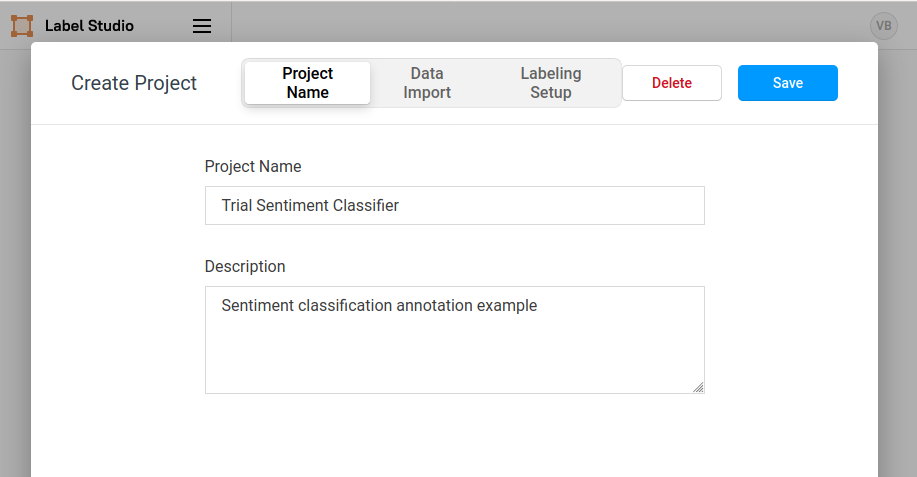 Label Studio
VB
Create Project
Project
Name
Data
Import
Labeling
Setup
Delete
Save
Project Name
Trial Sentiment Classifier
Description
Sentiment classification annotation example